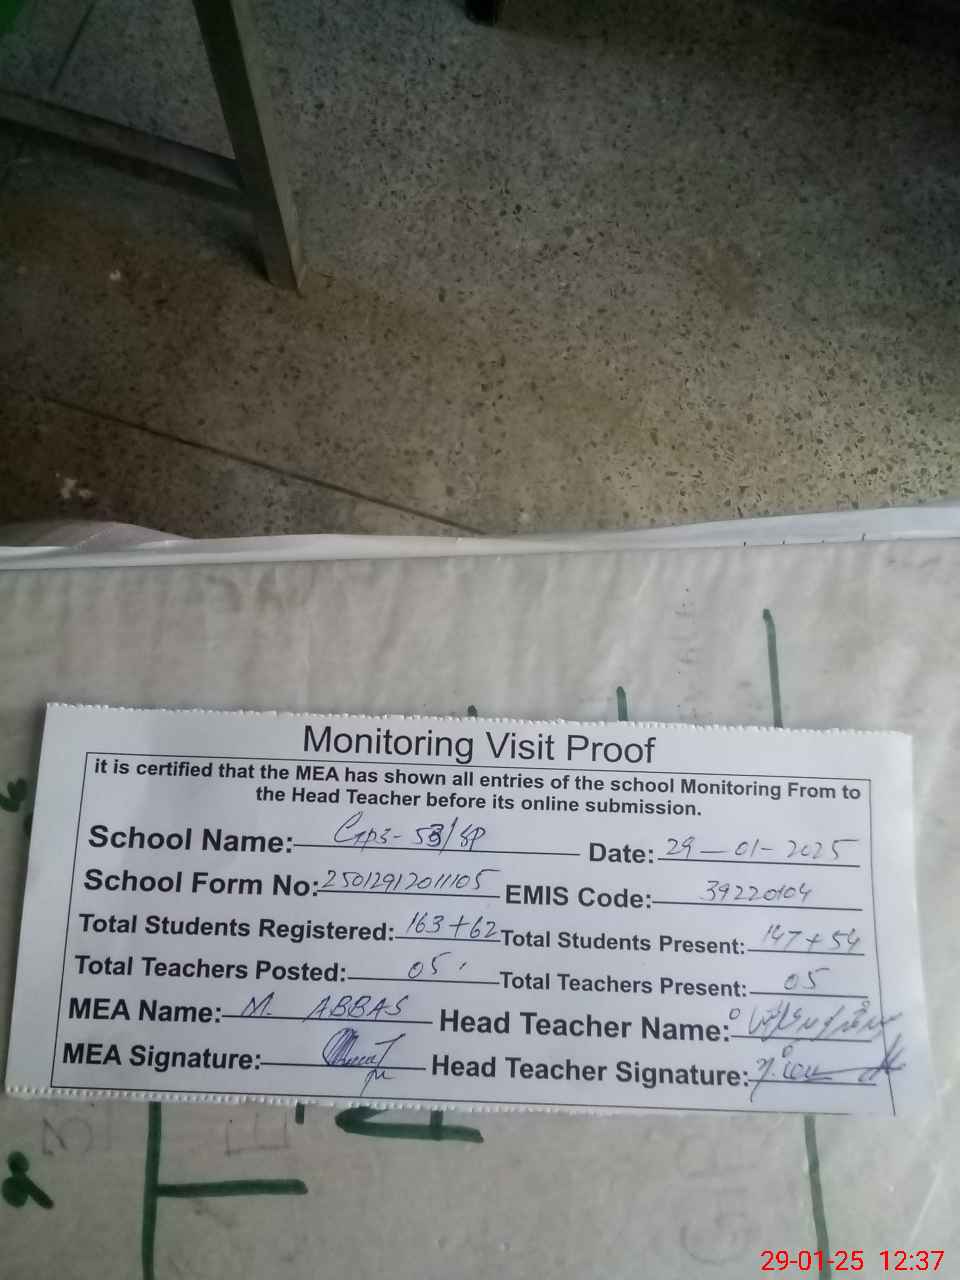 Monitoring Visit Proof
it is certified that the MEA has shown all entries of the school Monitoring From to
the Head Teacher before its online submission.
School Name: GPS- 53/SP Date: 29-01-2025
School Form No: 25012912011105 EMIS Code: 39220104
Total Students Registered: 163+62 Total Students Present: 147+54
Total Teachers Posted: 05 Total Teachers Present: 05
MEA Name: M. ABBAS Head Teacher Name:
MEA Signature: Head Teacher Signature:
29-01-25 12:37